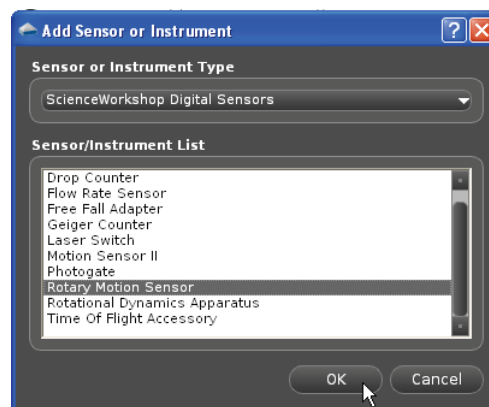 Add Sensor or Instrument
Sensor or Instrument Type
ScienceWorkshop Digital Sensors
Sensor/Instrument List
Drop Counter
Flow Rate Sensor
Free Fall Adapter
Geiger Counter
Laser Switch
Motion Sensor II
Photogate
Rotary Motion Sensor
Rotational Dynamics Apparatus
Time Of Flight Accessory
OK Cancel